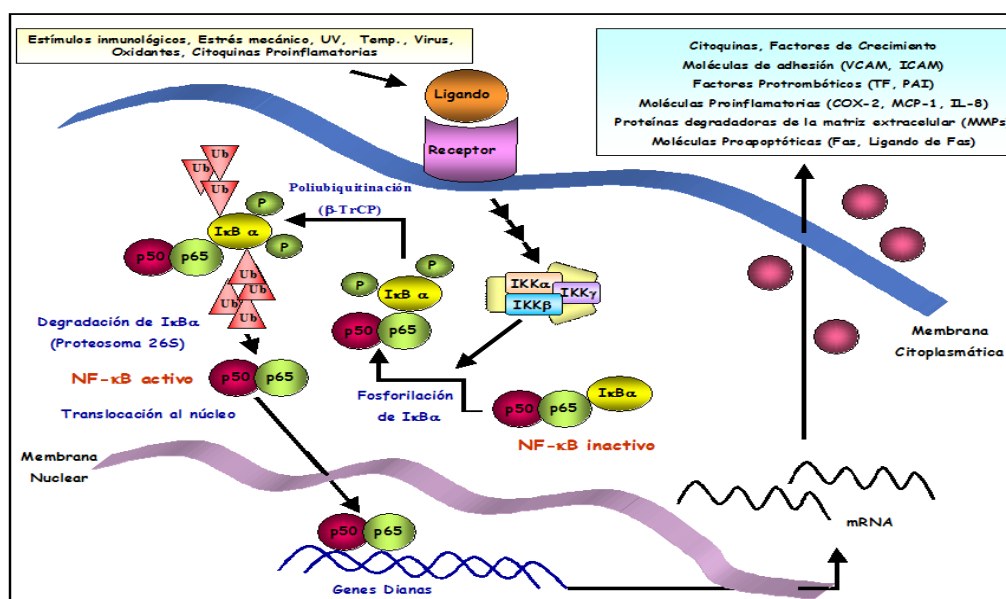 Estímulos inmunológicos, Estrés mecánico, UV, Temp., Virus,
Oxidantes, Citoquinas Proinflamatorias
Citoquinas, Factores de Crecimiento
Moléculas de adhesión (VCAM, ICAM)
Factores Protrombóticos (TF, PAI)
Moléculas Proinflamatorias (COX-2, MCP-1, IL-8)
Proteínas degradadoras de la matriz extracelular (MMPs
Moléculas Proapoptóticas (Fas, Ligando de Fas)
Ligando
Receptor
Ub
Ub
Ub
Poliubiquitinación
(β-TrCP)
P
IκB α
P
p50
p65
Ub
Ub
Ub
Ub
P
P
IκB α
p50
p65
IKKα
IKKγ
IKKβ
Degradación de IκBα
(Proteosoma 26S)
Membrana
Citoplasmática
p50
p65
NF-κB activo
Fosforilación
de IκBα
p50
p65
IκBα
Translocación al núcleo
NF-κB inactivo
Membrana
Nuclear
mRNA
p50
p65
Genes Dianas